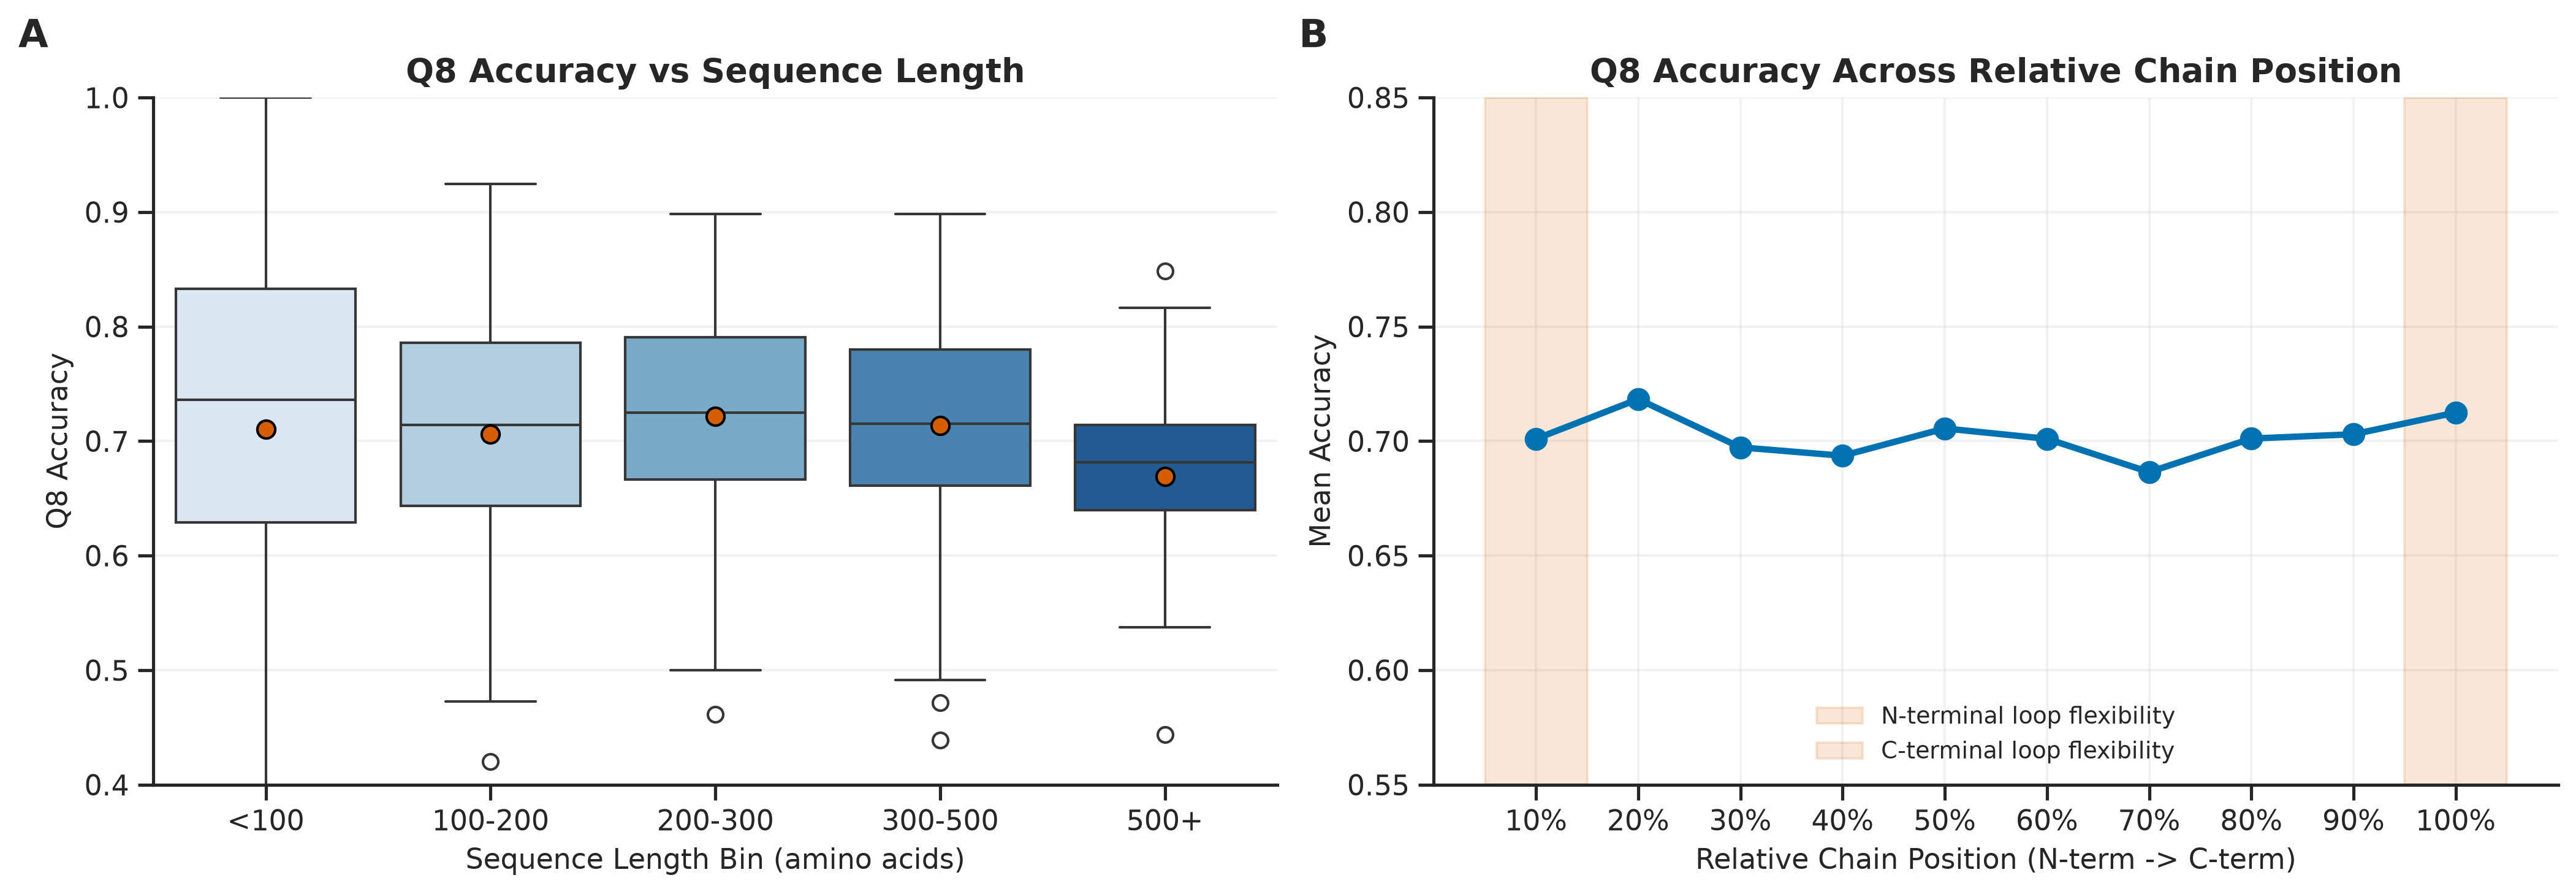 A
Q8 Accuracy vs Sequence Length
Q8 Accuracy
1.0
0.9
0.8
0.7
0.6
0.5
0.4
<100 100-200 200-300 300-500 500+
Sequence Length Bin (amino acids)
B
Q8 Accuracy Across Relative Chain Position
Mean Accuracy
0.85
0.80
0.75
0.70
0.65
0.60
0.55
N-terminal loop flexibility
C-terminal loop flexibility
10% 20% 30% 40% 50% 60% 70% 80% 90% 100%
Relative Chain Position (N-term -> C-term)